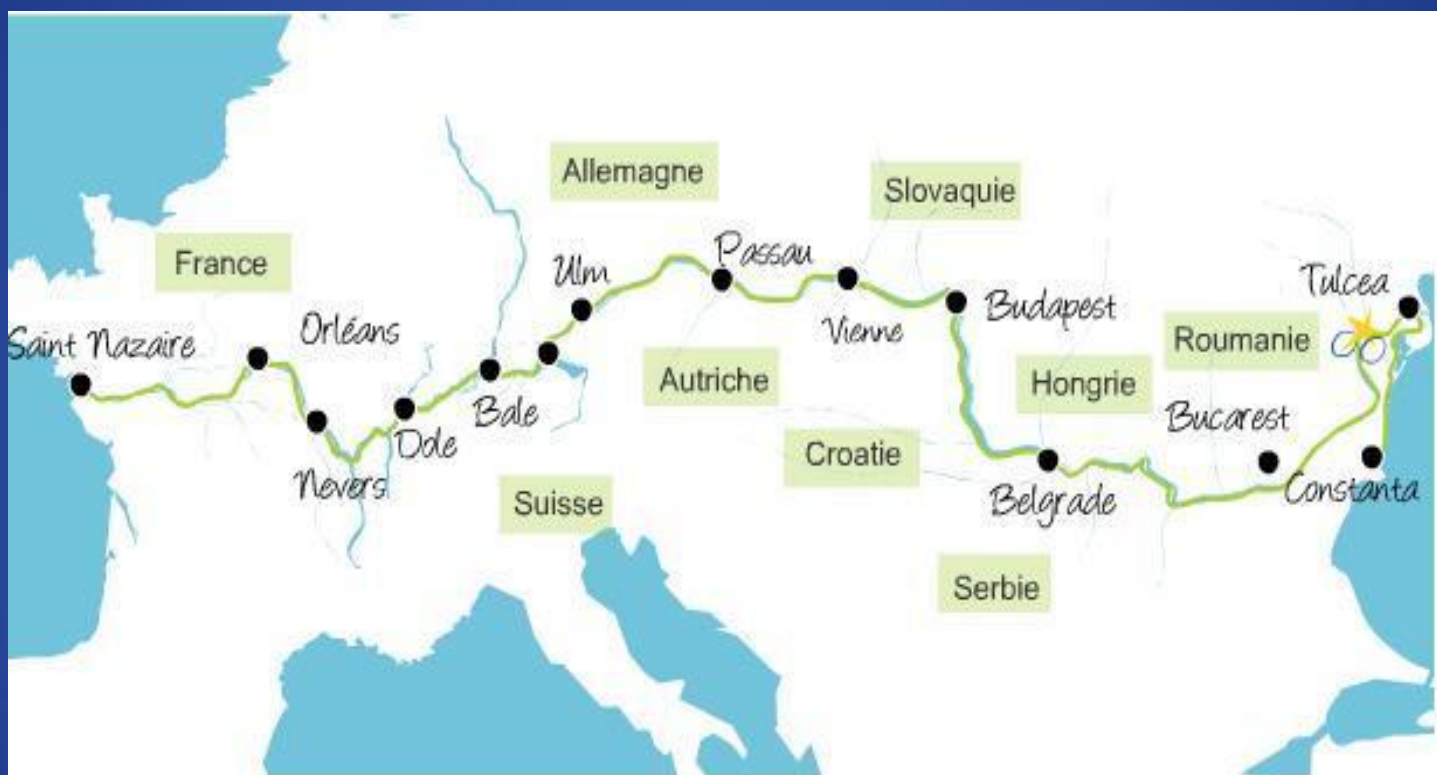 Allemagne
Slovaquie
France
Passau
Ulm
Tulcea
Saint Nazaire
Orléans
Vienne
Budapest
Roumanie
Autriche
Hongrie
Bale
Bucarest
Dole
Croatie
Nevers
Suisse
Belgrade
Constanta
Serbie